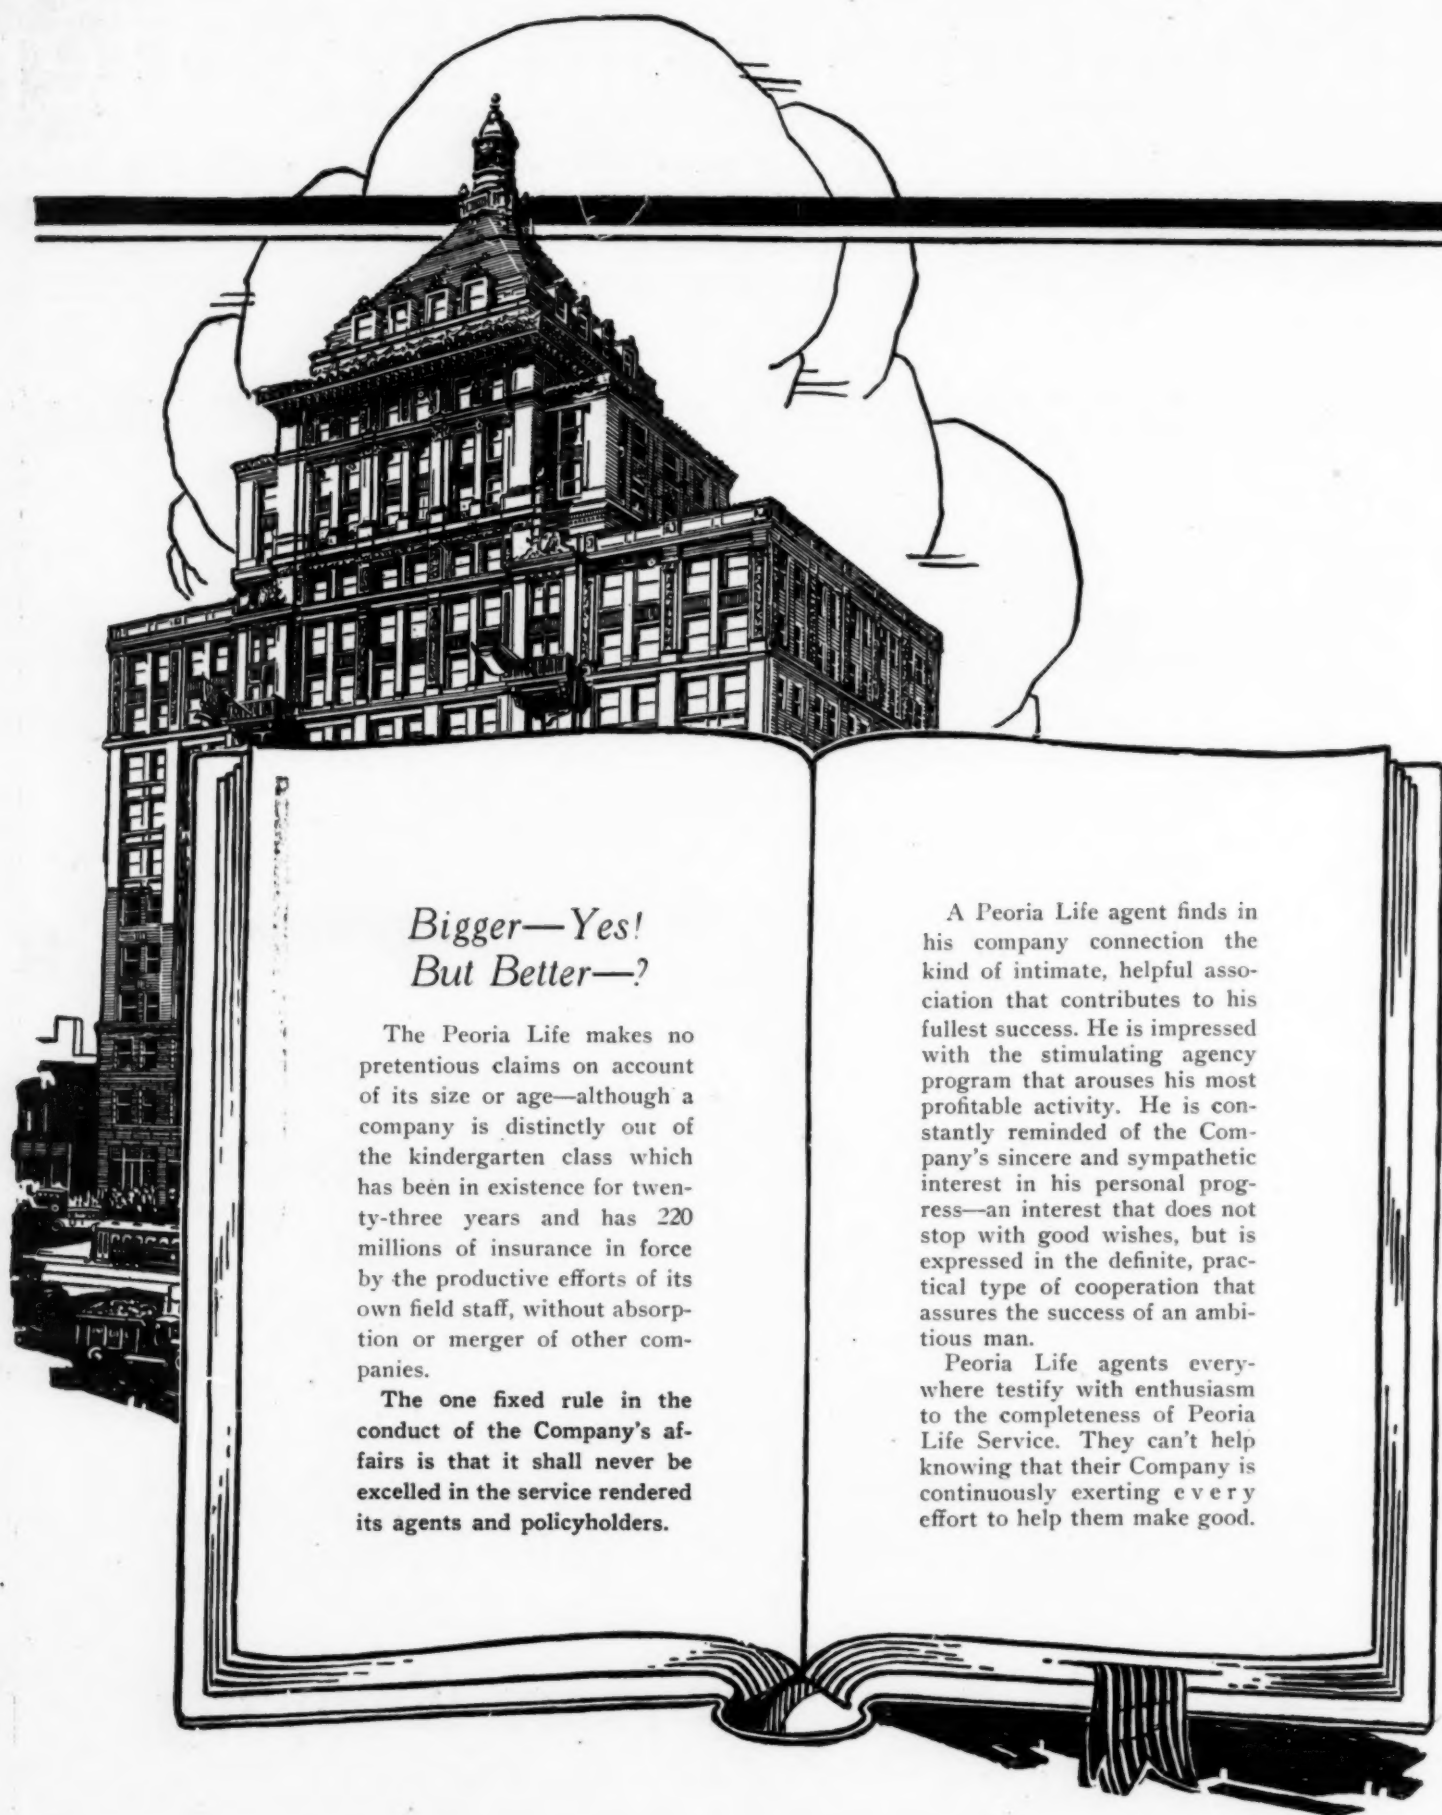 Bigger—Yes!
But Better—?
The Peoria Life makes no
pretentious claims on account
of its size or age—although a
company is distinctly out of
the kindergarten class which
has been in existence for twen-
ty-three years and has 220
millions of insurance in force
by the productive efforts of its
own field staff, without absorp-
tion or merger of other com-
panies.
The one fixed rule in the
conduct of the Company's af-
fairs is that it shall never be
excelled in the service rendered
its agents and policyholders.
A Peoria Life agent finds in
his company connection the
kind of intimate, helpful asso-
ciation that contributes to his
fullest success. He is impressed
with the stimulating agency
program that arouses his most
profitable activity. He is con-
stantly reminded of the Com-
pany's sincere and sympathetic
interest in his personal prog-
ress—an interest that does not
stop with good wishes, but is
expressed in the definite, prac-
tical type of cooperation that
assures the success of an ambi-
tious man.
Peoria Life agents every-
where testify with enthusiasm
to the completeness of Peoria
Life Service. They can't help
knowing that their Company is
continuously exerting every
effort to help them make good.